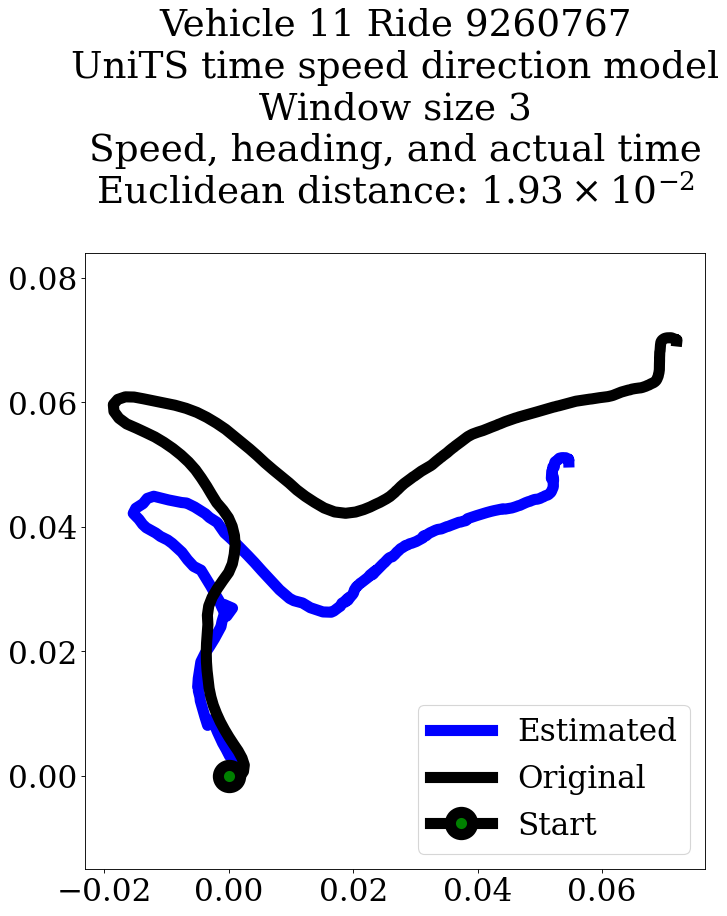 Vehicle 11 Ride 9260767
UniTS time speed direction model
Window size 3
Speed, heading, and actual time
Euclidean distance: 1.93 × 10⁻²
0.08
0.06
0.04
0.02
0.00
−0.02 0.00 0.02 0.04 0.06
Estimated
Original
Start